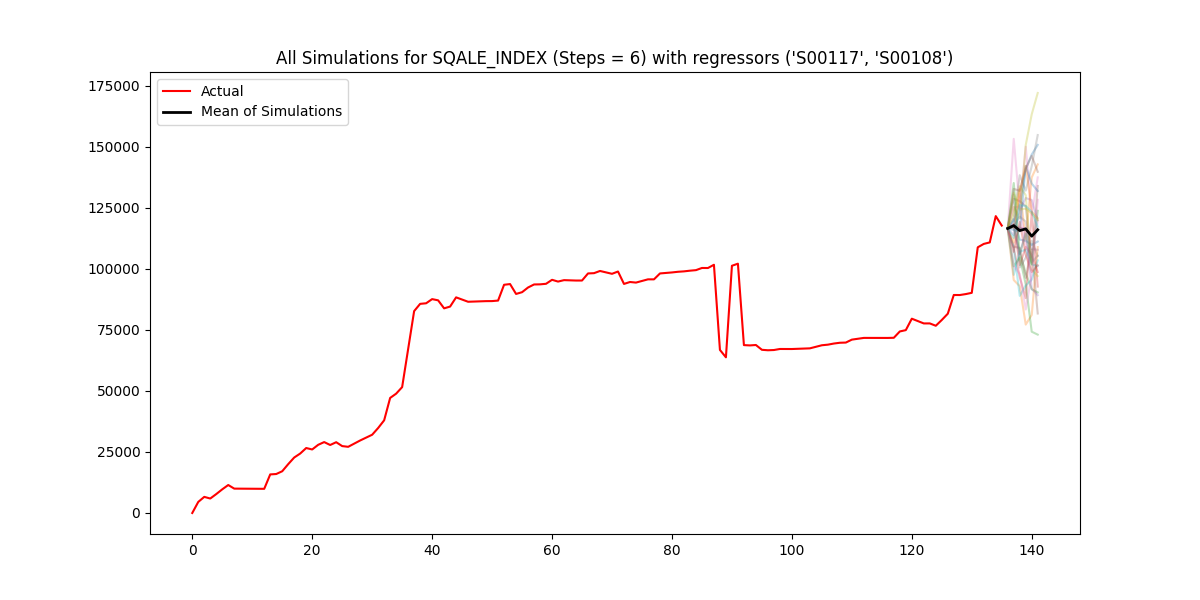 All Simulations for SQALE_INDEX (Steps = 6) with regressors ('S00117', 'S00108')
Actual
Mean of Simulations
175000
150000
125000
100000
75000
50000
25000
0
0 20 40 60 80 100 120 140